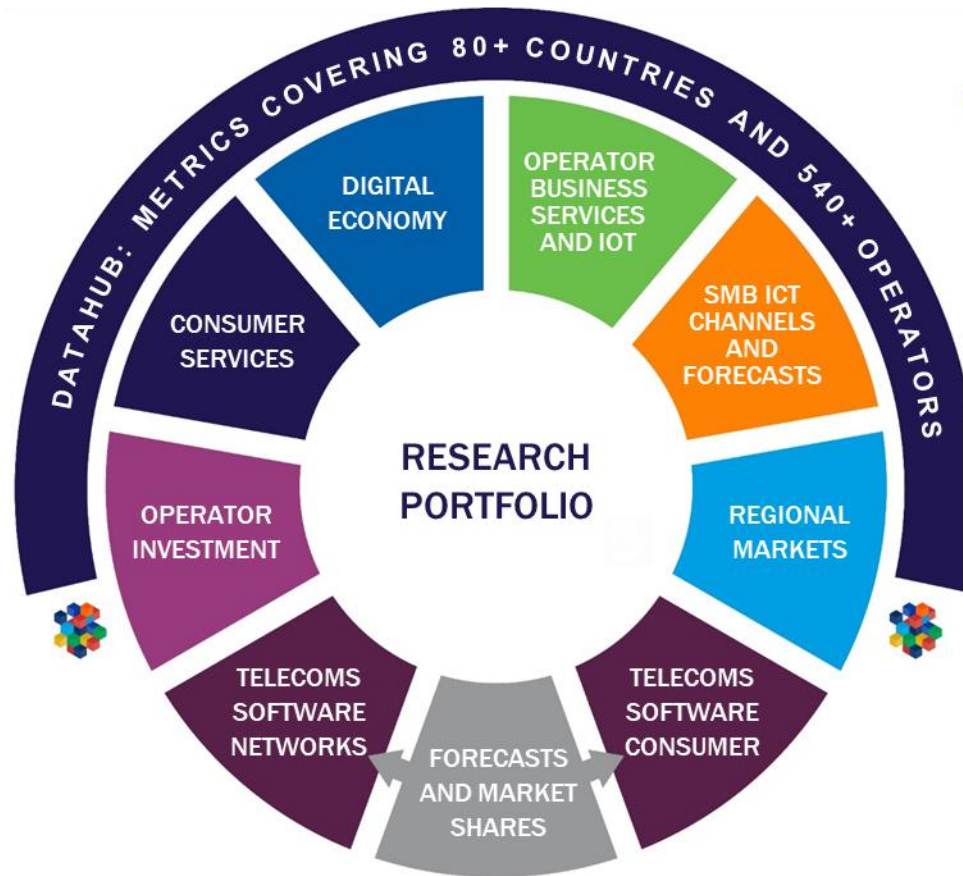 DATAHUB: METRICS COVERING 80+ COUNTRIES AND 540+ OPERATORS
DIGITAL
ECONOMY
OPERATOR
BUSINESS
SERVICES
AND IOT
CONSUMER
SERVICES
SMB ICT
CHANNELS
AND
FORECASTS
RESEARCH
PORTFOLIO
OPERATOR
INVESTMENT
REGIONAL
MARKETS
TELECOMS
SOFTWARE
NETWORKS
FORECASTS
AND MARKET
SHARES
TELECOMS
SOFTWARE
CONSUMER